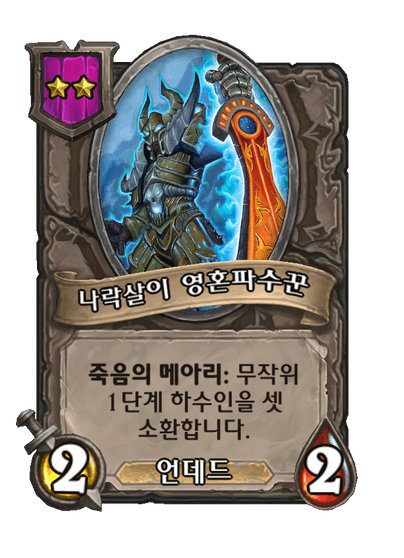 나락살이 영혼파수꾼
죽음의 메아리: 무작위
1단계 하수인을 셋
소환합니다.
2
언데드
2